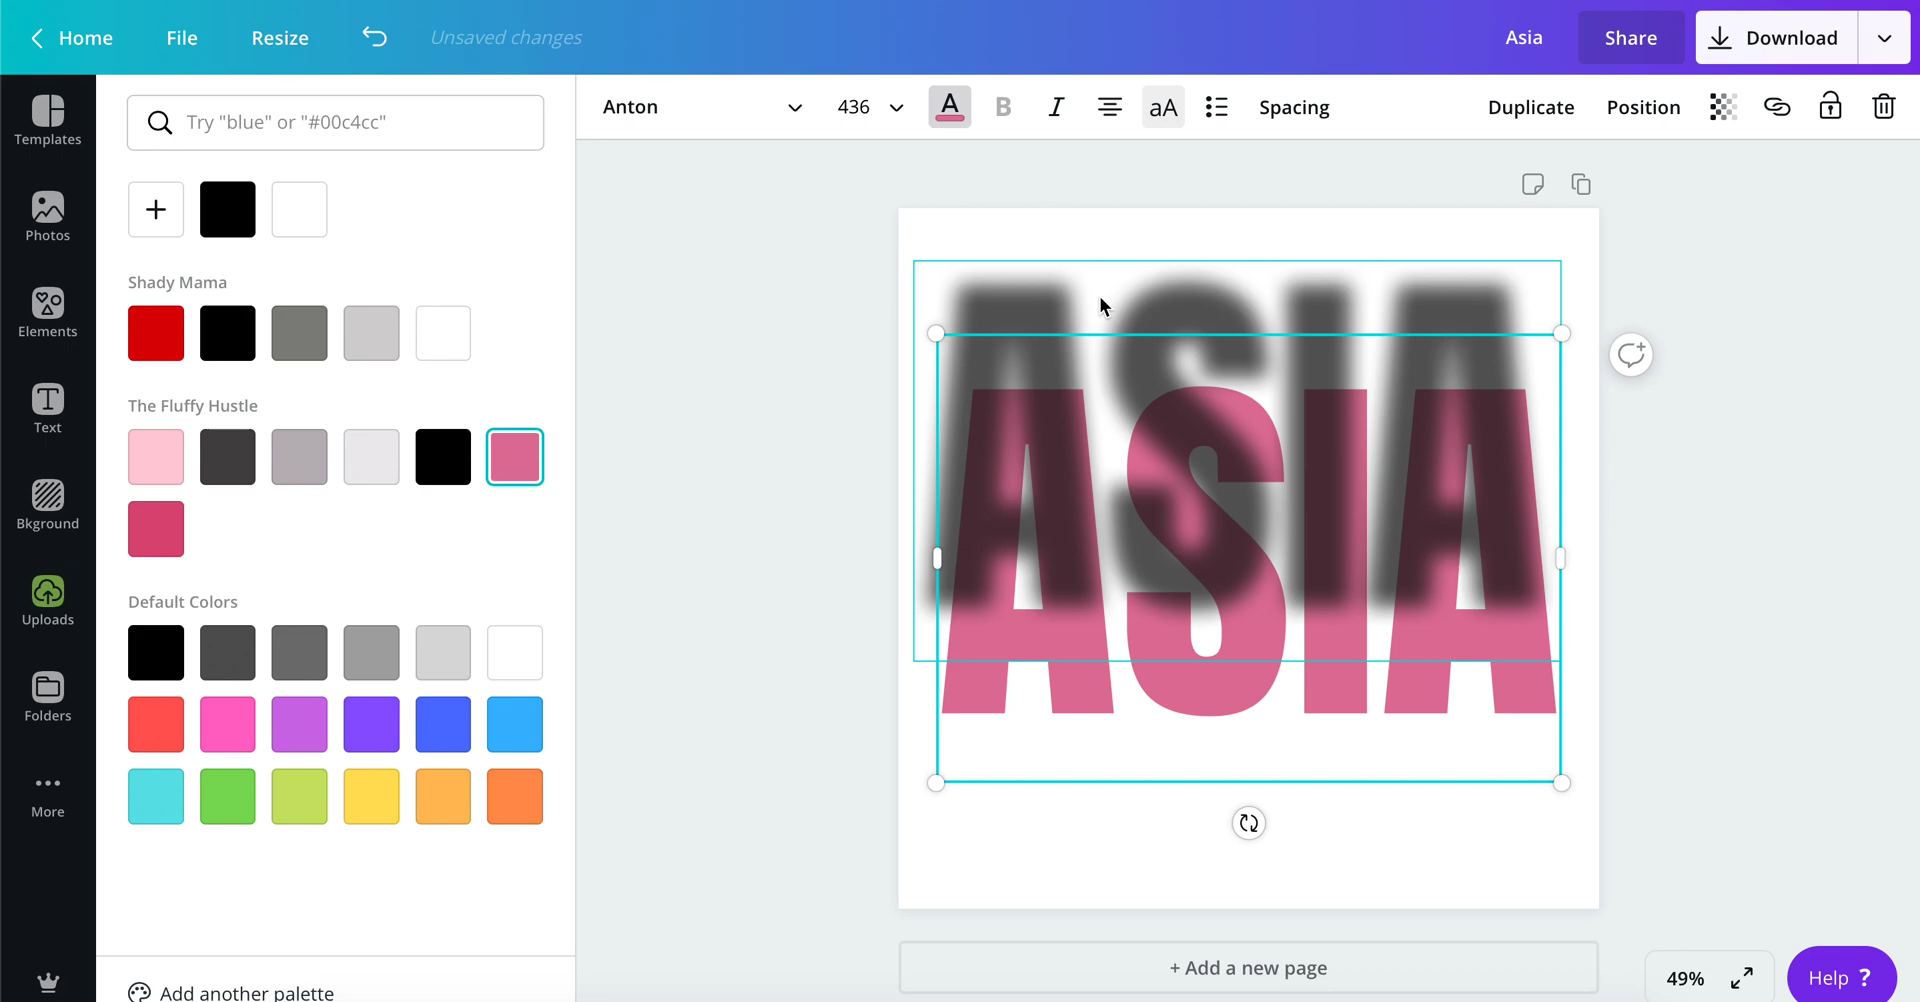 Home File Resize Unsaved changes Asia Share Download
Templates
Photos
Elements
Text
Bkground
Uploads
Folders
More
Try "blue" or "#00c4cc"
+
Shady Mama
The Fluffy Hustle
Default Colors
Add another palette
Anton 436 A B I aA Spacing Duplicate Position
ASIA
ASIA
+ Add a new page
49% Help ?